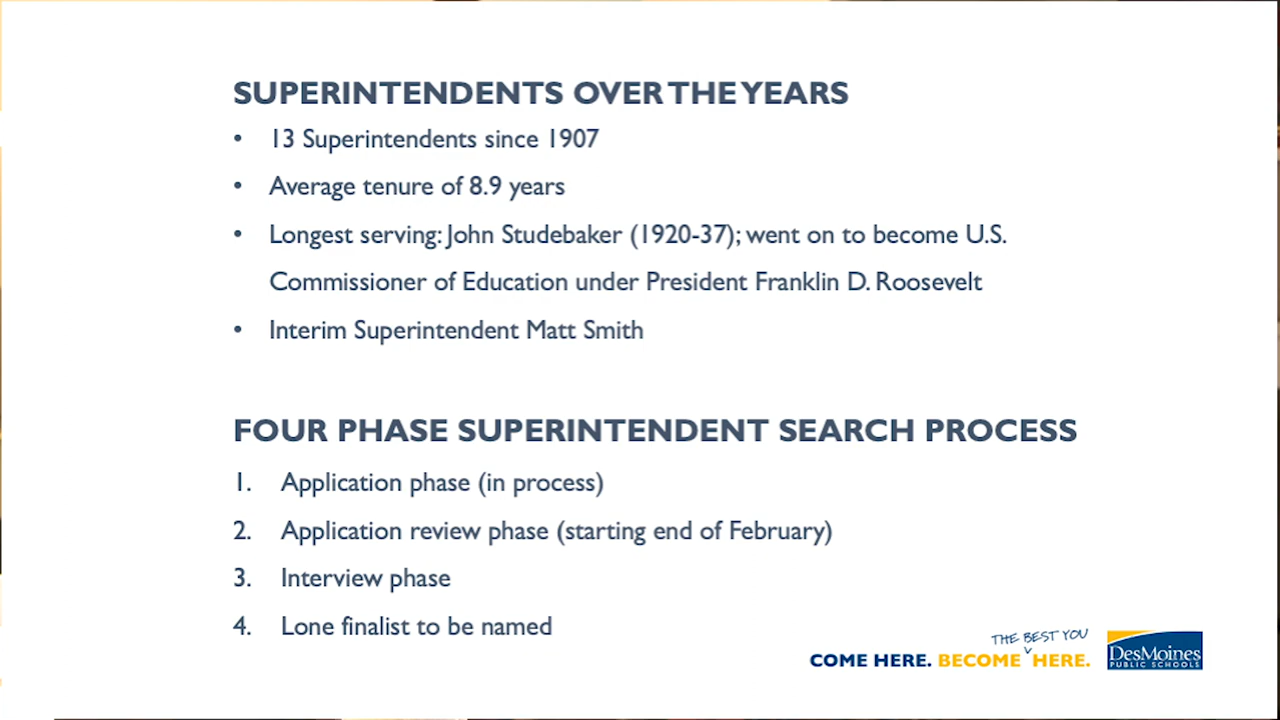 SUPERINTENDENTS OVER THE YEARS
• 13 Superintendents since 1907
• Average tenure of 8.9 years
• Longest serving: John Studebaker (1920-37); went on to become U.S.
Commissioner of Education under President Franklin D. Roosevelt
• Interim Superintendent Matt Smith
FOUR PHASE SUPERINTENDENT SEARCH PROCESS
1. Application phase (in process)
2. Application review phase (starting end of February)
3. Interview phase
4. Lone finalist to be named
THE BEST YOU
COME HERE. BECOME HERE.
DesMoines
PUBLIC SCHOOLS